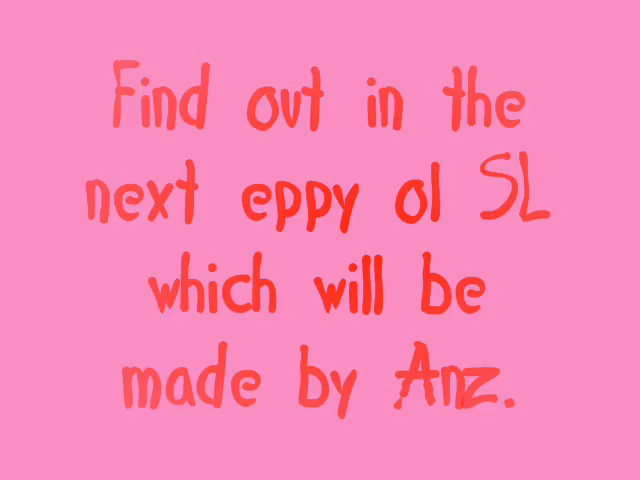 Find out in the
next eppy ol SL
which will be
made by Anz.